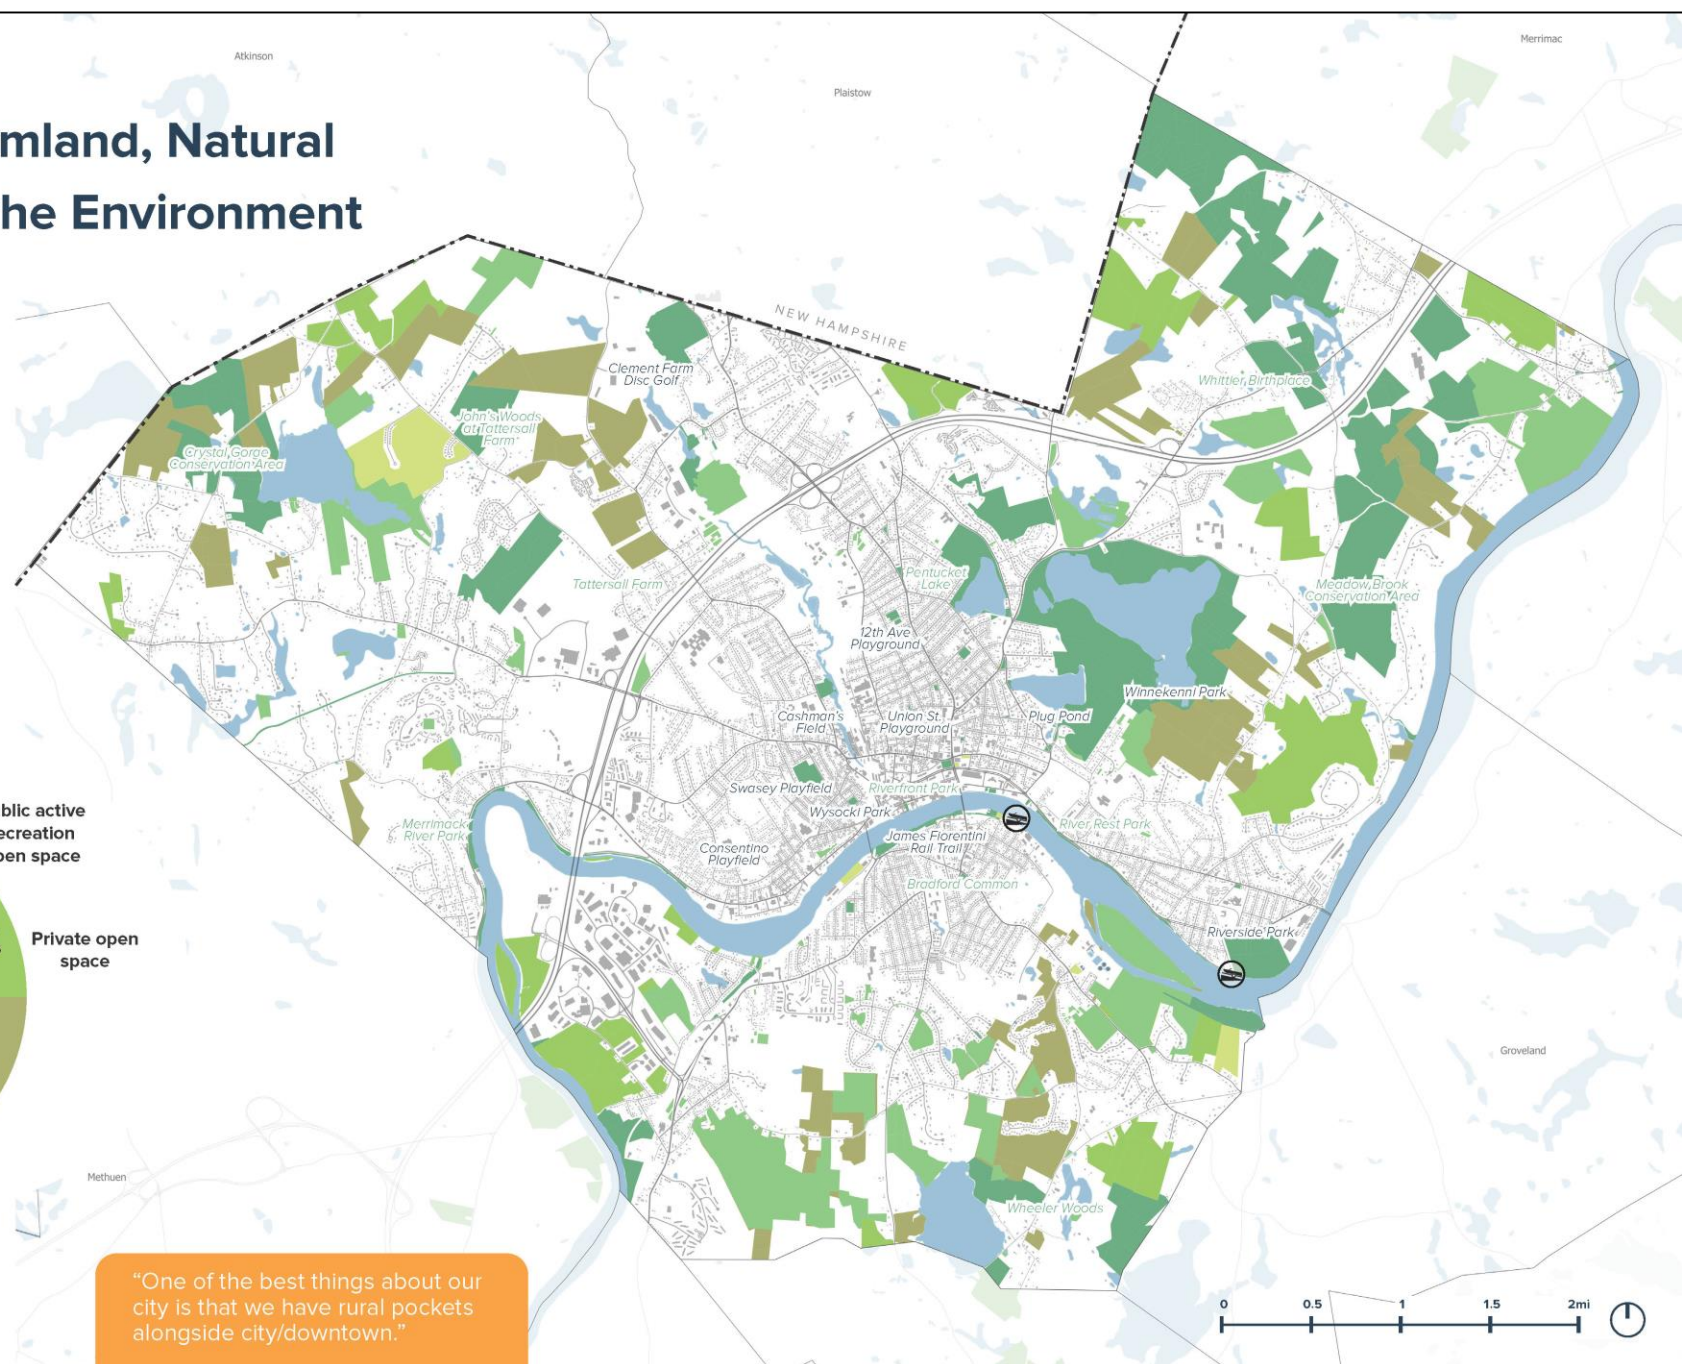 Atkinson
Merrimac
Plaistow
mland, Natural
he Environment
NEW HAMPSHIRE
Clement Farm
Disc Golf
Whittier Birthplace
John's Woods
at Tattersall
Farm
Crystal Gorge
Conservation Area
Tattersall Farm
Pentucket
Lake
Meadow Brook
Conservation Area
12th Ave
Playground
Winnekenni Park
Cashman's
Field
Union St.
Playground
Plug Pond
Swasey Playfield
Riverfront Park
Wysocki Park
Merrimack
River Park
River Rest Park
James Fiorentini
Rail Trail
Consentino
Playfield
Bradford Common
Riverside Park
blic active
ecreation
pen space
Private open
space
Groveland
Methuen
Wheeler Woods
“One of the best things about our
city is that we have rural pockets
alongside city/downtown.”
0 0.5 1 1.5 2mi